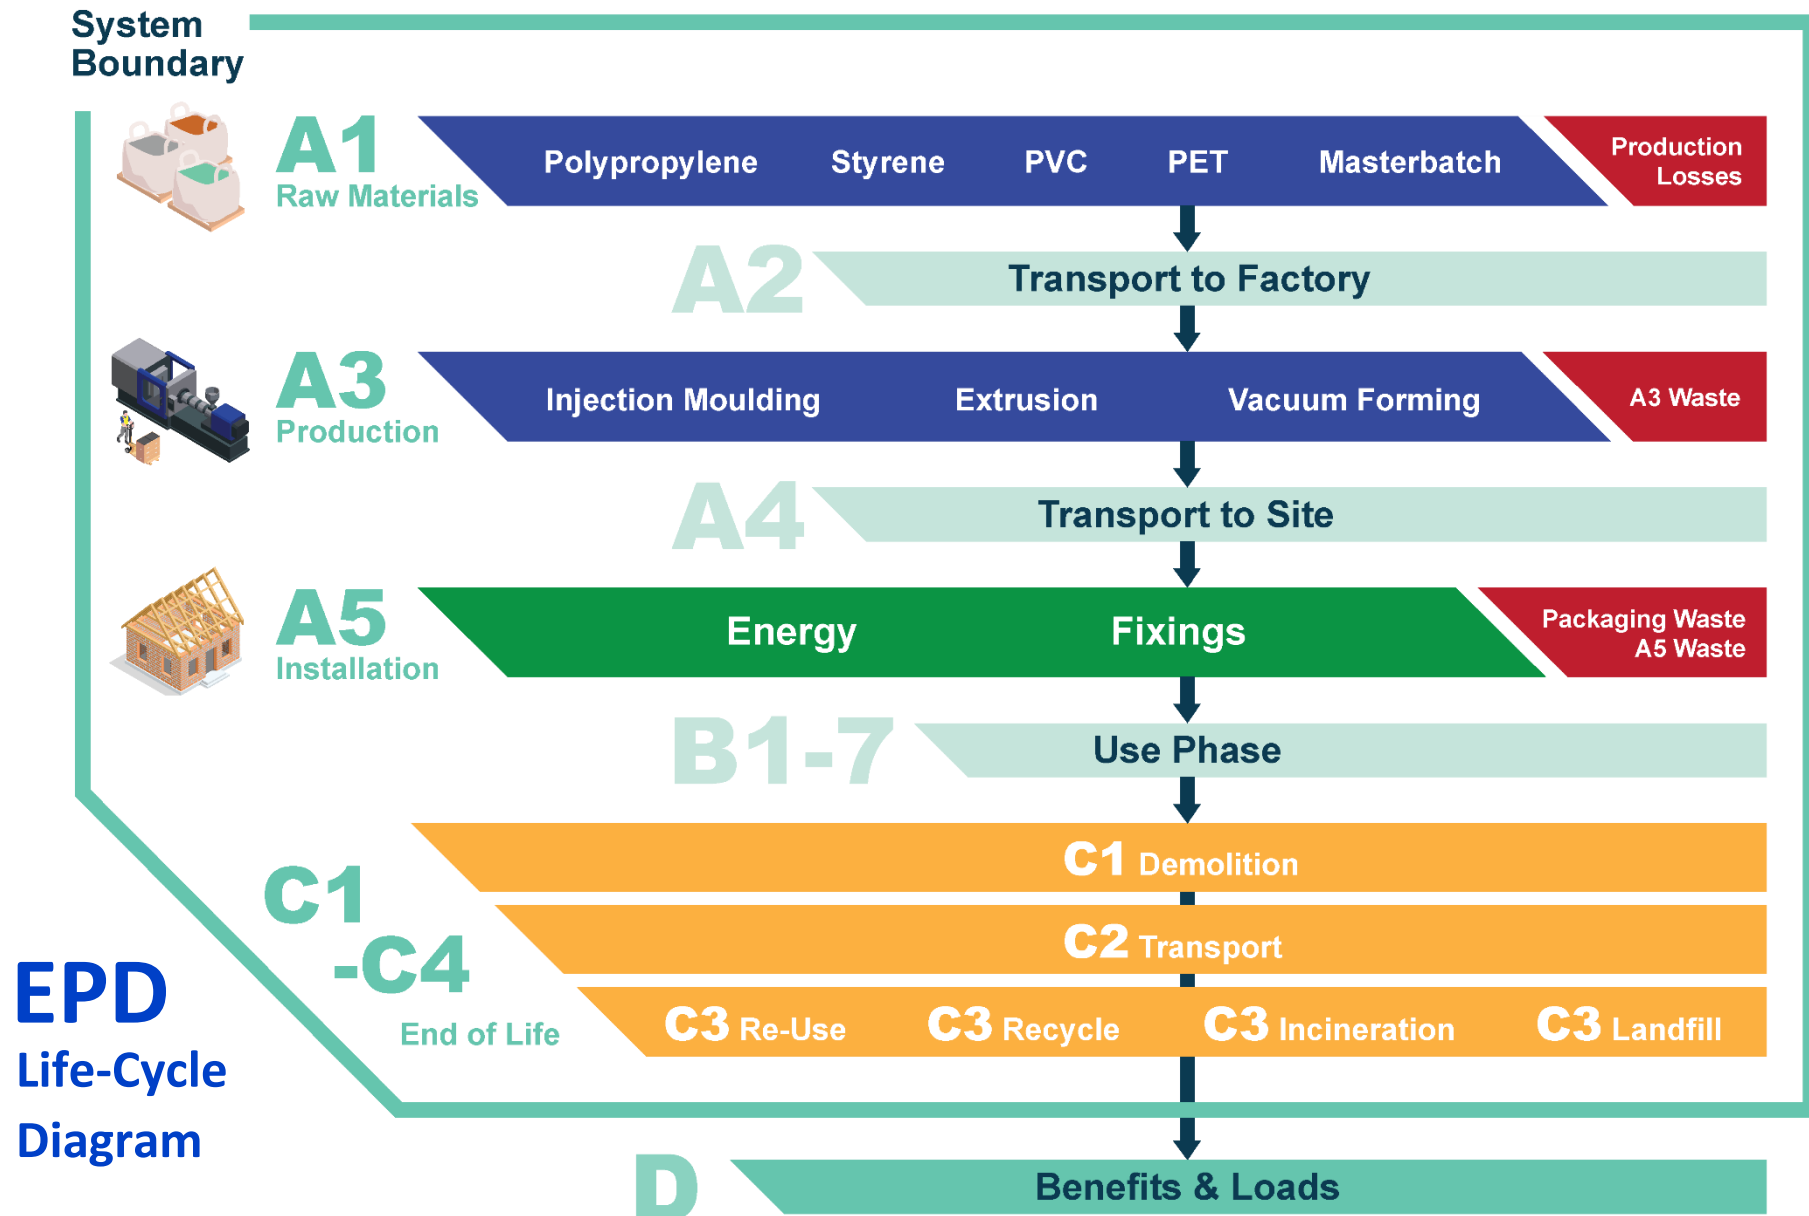 System
Boundary
A1
Raw Materials
Polypropylene Styrene PVC PET Masterbatch
Production
Losses
A2
Transport to Factory
A3
Production
Injection Moulding Extrusion Vacuum Forming
A3 Waste
A4
Transport to Site
A5
Installation
Energy Fixings
Packaging Waste
A5 Waste
B1-7
Use Phase
C1
-C4
End of Life
C1 Demolition
C2 Transport
C3 Re-Use C3 Recycle C3 Incineration C3 Landfill
EPD
Life-Cycle
Diagram
D
Benefits & Loads